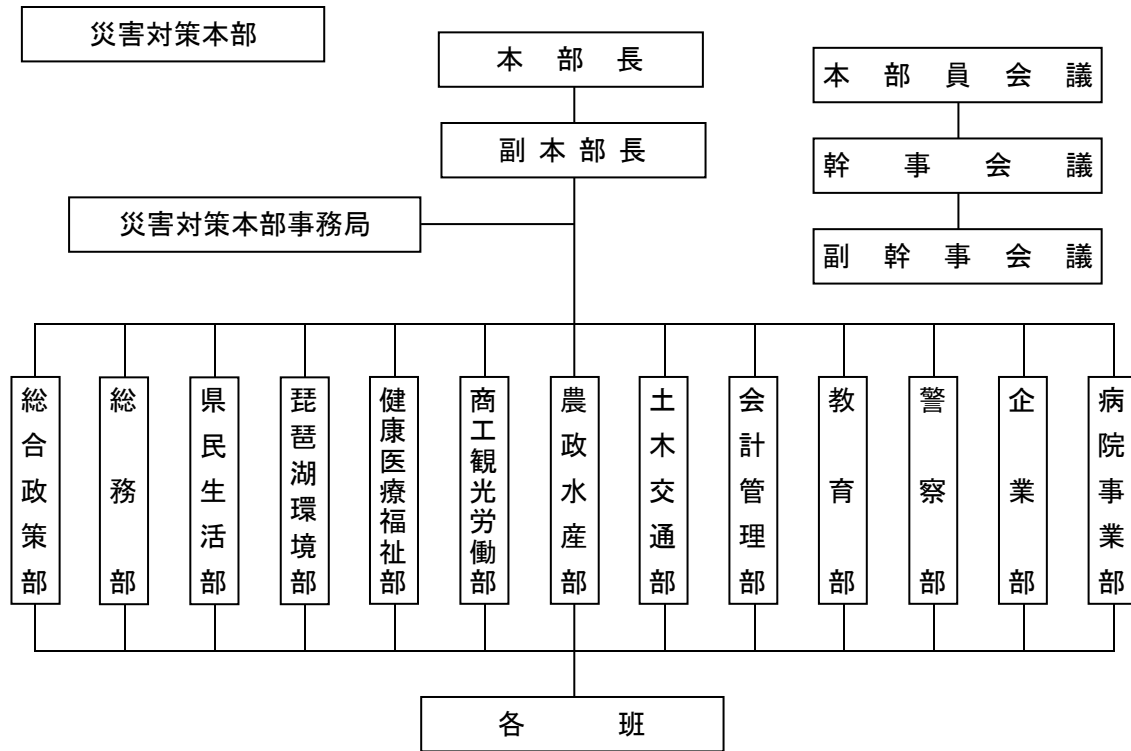 災害対策本部
本部長
副本部長
災害対策本部事務局
本部員会議
幹事会議
副幹事会議
総合政策部
総務部
県民生活部
琵琶湖環境部
健康医療福祉部
商工観光労働部
農政水産部
土木交通部
会計管理部
教育部
警察部
企業部
病院事業部
各班